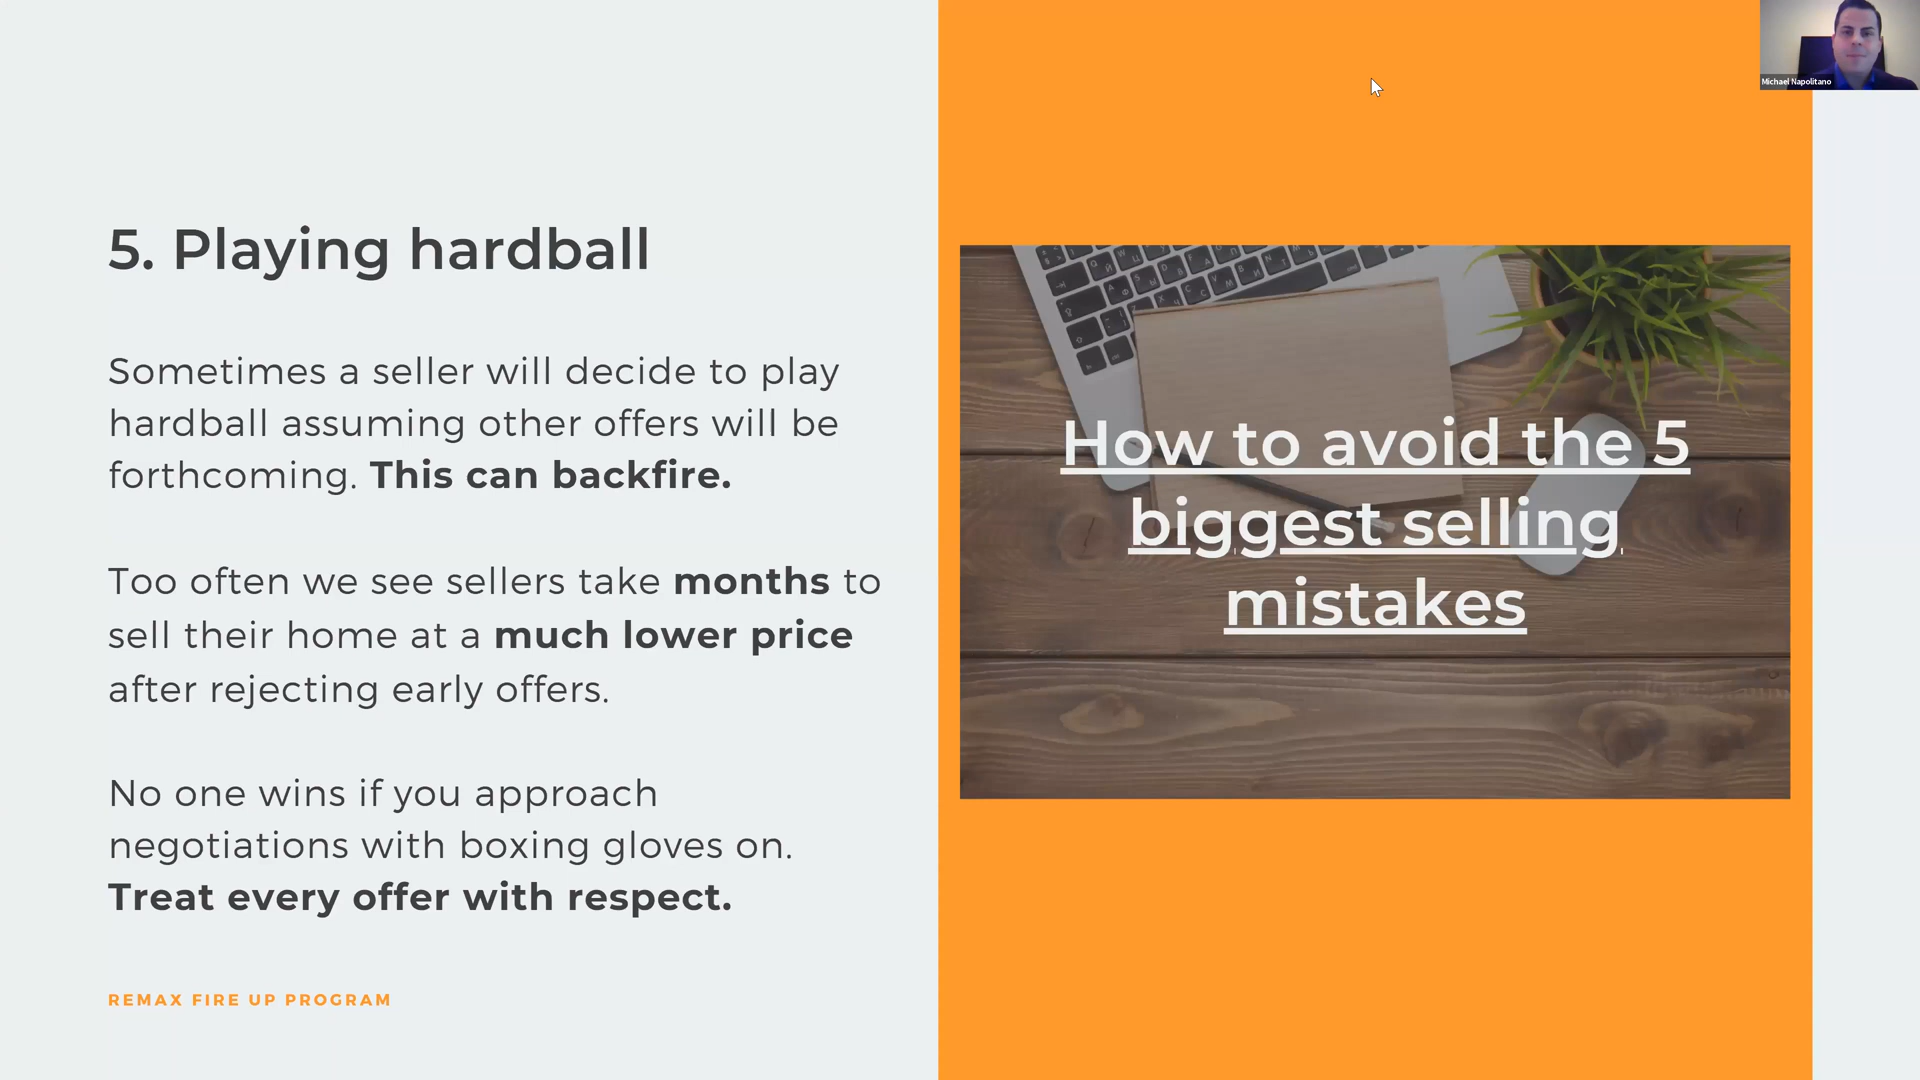 Michael Napolitano
5. Playing hardball
Sometimes a seller will decide to play
hardball assuming other offers will be
forthcoming. This can backfire.
Too often we see sellers take months to
sell their home at a much lower price
after rejecting early offers.
No one wins if you approach
negotiations with boxing gloves on.
Treat every offer with respect.
REMAX FIRE UP PROGRAM
How to avoid the 5
biggest selling
mistakes